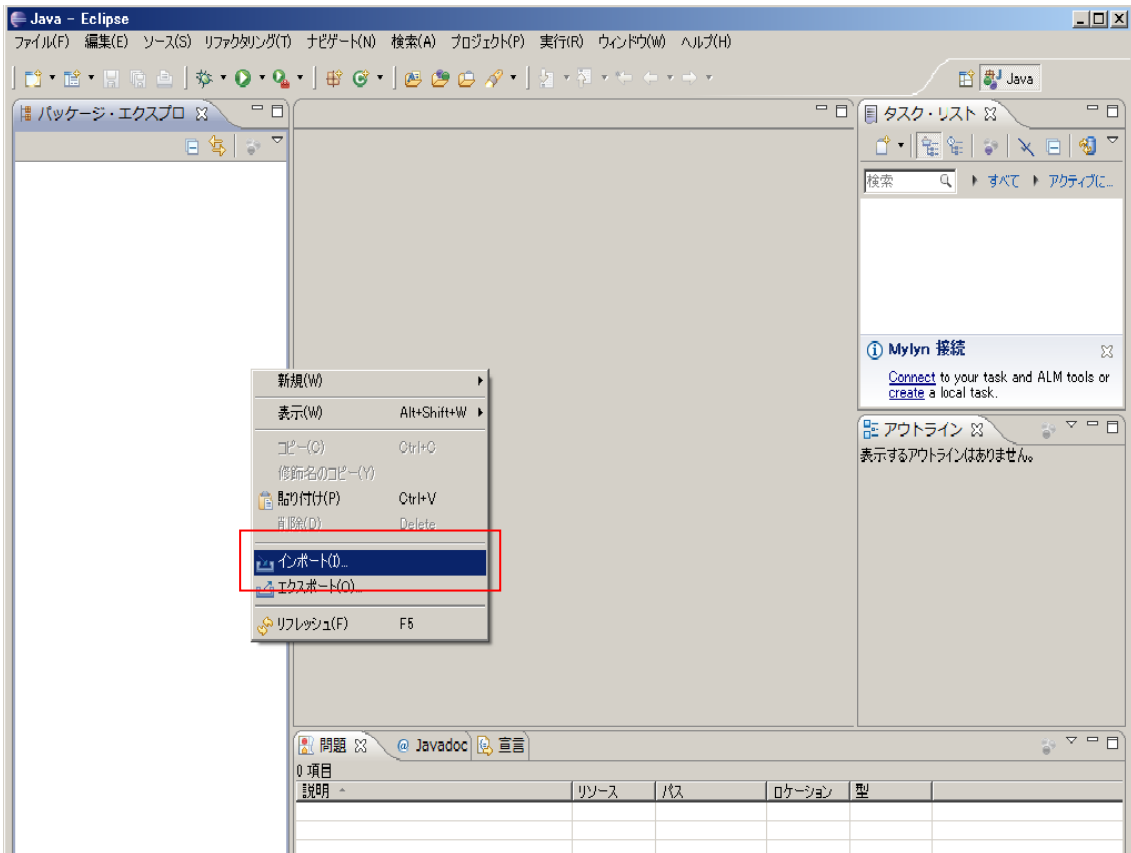 Java - Eclipse
ファイル(F) 編集(E) ソース(S) リファクタリング(T) ナビゲート(N) 検索(A) プロジェクト(P) 実行(R) ウィンドウ(W) ヘルプ(H)
Java
パッケージ・エクスプロ
タスク・リスト
検索 すべて アクティブに...
Mylyn 接続
Connect to your task and ALM tools or
create a local task.
アウトライン
表示するアウトラインはありません。
新規(W)
表示(W) Alt+Shift+W
コピー(C) Ctrl+C
修飾名のコピー(Y)
貼り付け(P) Ctrl+V
削除(D) Delete
インポート(I)...
エクスポート(O)...
リフレッシュ(F) F5
問題 @ Javadoc 宣言
0 項目
説明 リソース パス ロケーション 型